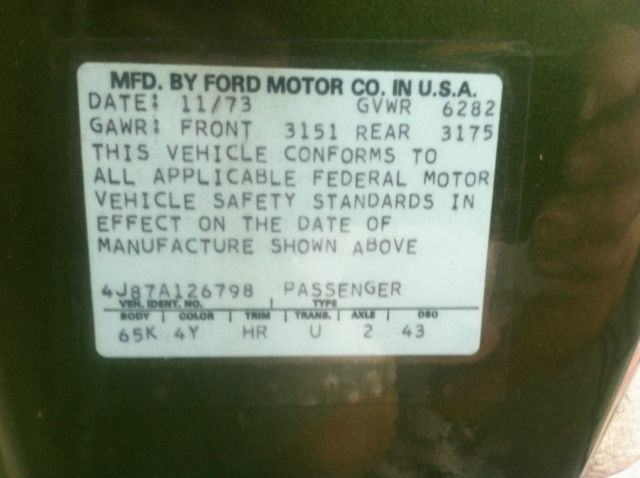 MFD. BY FORD MOTOR CO. IN U.S.A.
DATE: 11/73 GVWR 6282
GAWR: FRONT 3151 REAR 3175
THIS VEHICLE CONFORMS TO
ALL APPLICABLE FEDERAL MOTOR
VEHICLE SAFETY STANDARDS IN
EFFECT ON THE DATE OF
MANUFACTURE SHOWN ABOVE
4J87A126798 PASSENGER
VEH. IDENT. NO. TYPE
BODY COLOR TRIM TRANS. AXLE DSO
65K 4Y HR U 2 43